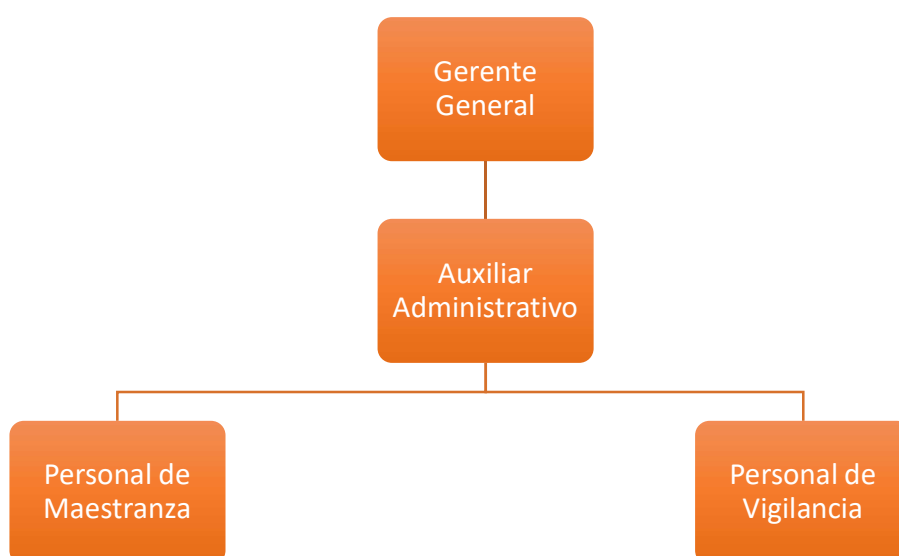 Gerente
General
Auxiliar
Administrativo
Personal de
Maestranza
Personal de
Vigilancia